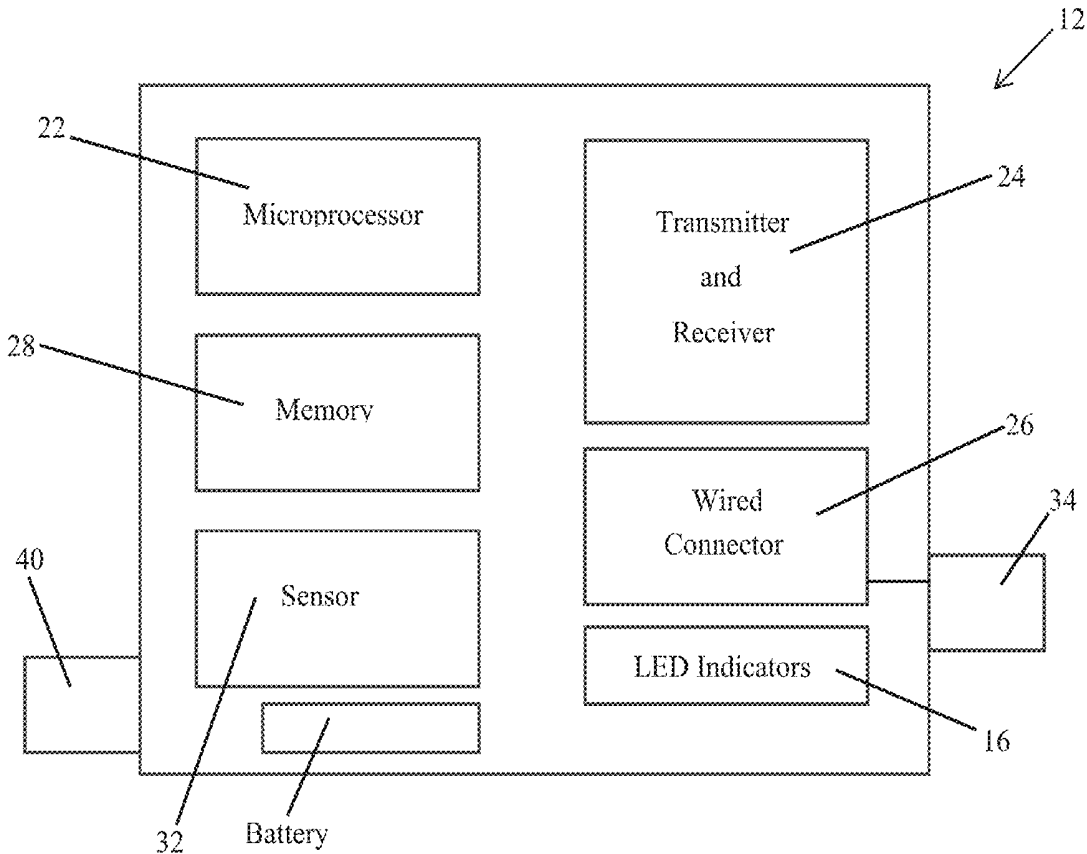 12
22
Microprocessor
Transmitter
and
Receiver
24
28
Memory
26
Wired
Connector
34
40
Sensor
LED Indicators
16
32
Battery